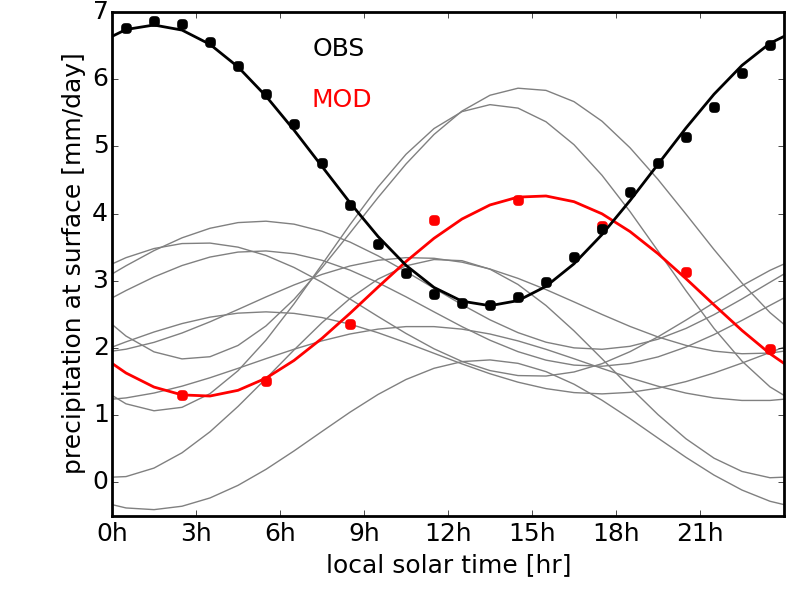 7
6
5
4
3
2
1
0
precipitation at surface [mm/day]
OBS
MOD
0h 3h 6h 9h 12h 15h 18h 21h
local solar time [hr]